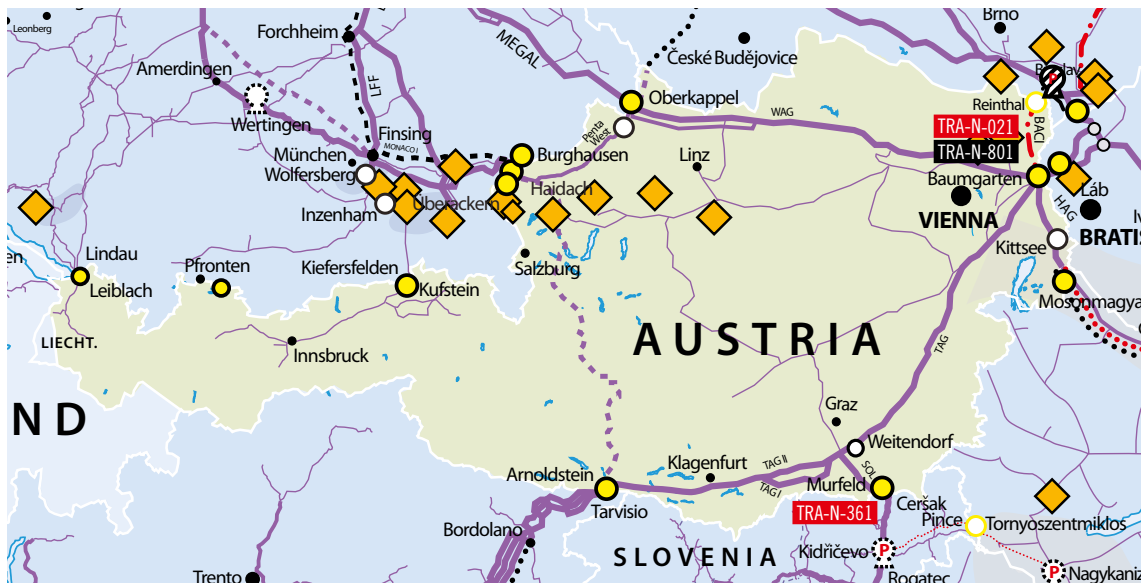 Leonberg
Forchheim
Brno
České Budějovice
MEGAL
Amerdingen
LFF
Oberkappel
Reinthal
P
Wertingen
Finsing
MONACO I
Penta
West
WAG
TRA-N-021
BACI
München
Wolfersberg
Burghausen
Linz
TRA-N-801
Haidach
Baumgarten
Láb
Inzenham
Überackern
VIENNA
HAG
BRATIS
Kittsee
Lindau
Pfronten
Kiefersfelden
Salzburg
Leiblach
Kufstein
Mosonmagya
LIECHT.
Innsbruck
AUSTRIA
TAG
ND
Graz
Weitendorf
Arnoldstein
Klagenfurt
TAG II
TAG I
SOL
Murfeld
Tarvisio
TRA-N-361
Ceršak
Pince
Tornyoszentmiklos
Bordolano
SLOVENIA
Kidričevo
P
P
Trento
Rogatec
Nagykaniz